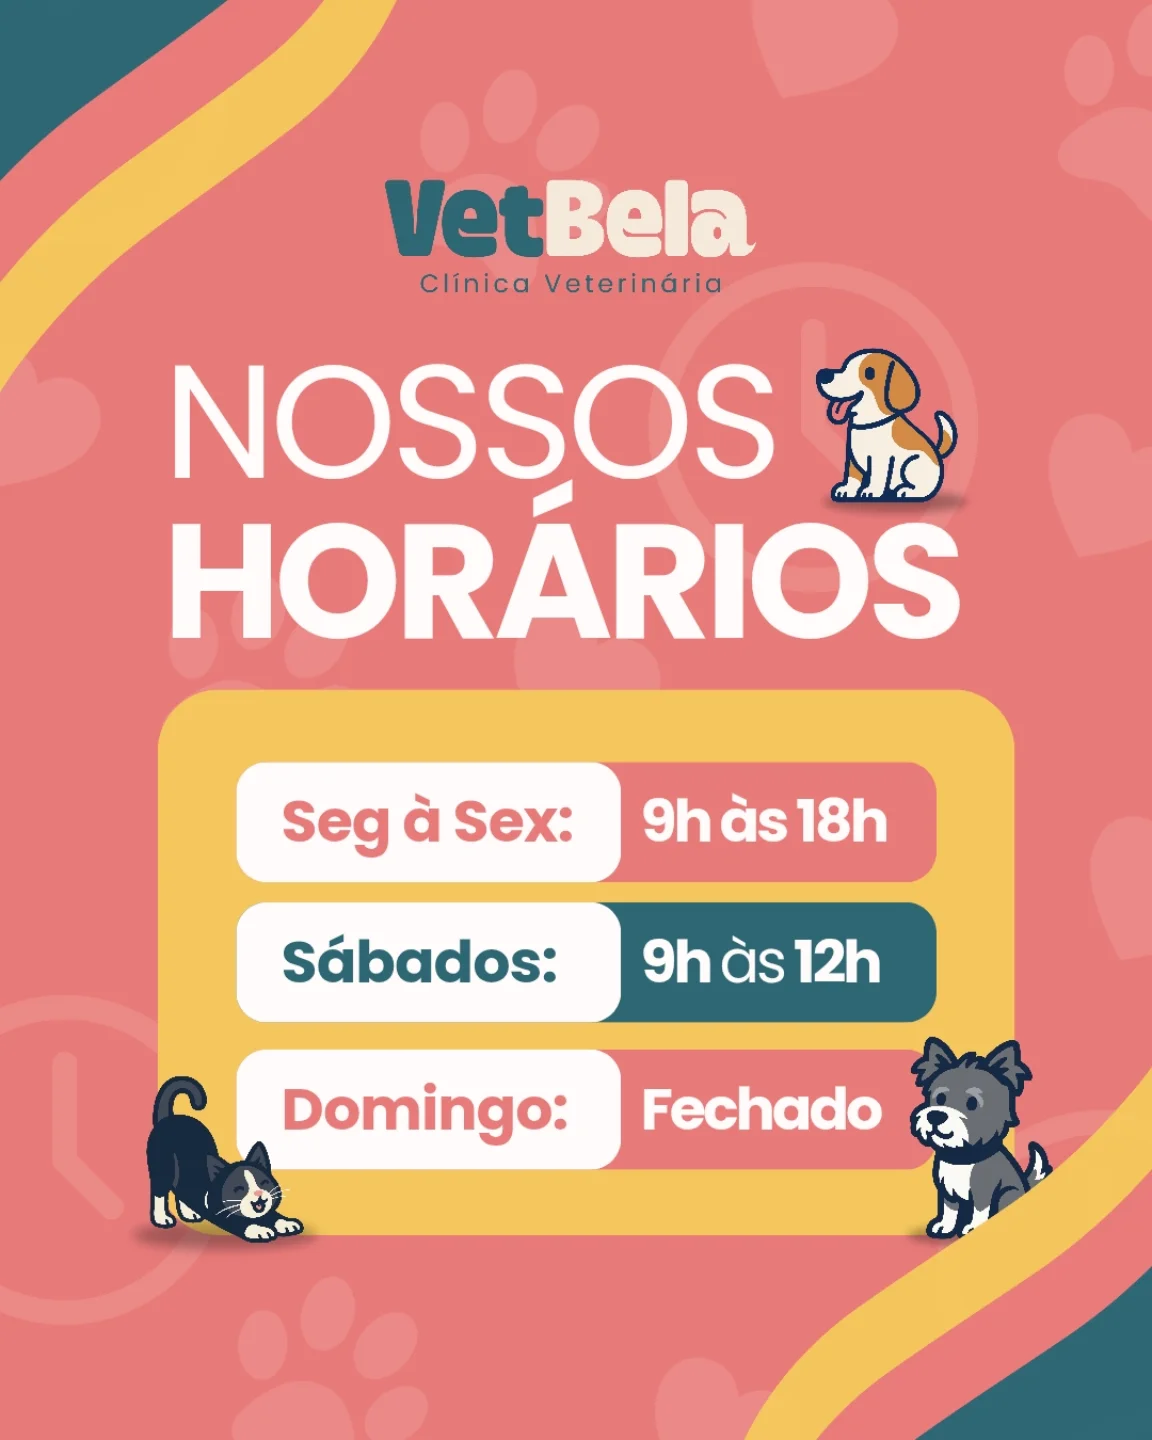 VetBela
Clínica Veterinária
NOSSOS
HORÁRIOS
Seg à Sex: 9h às 18h
Sábados: 9h às 12h
Domingo: Fechado